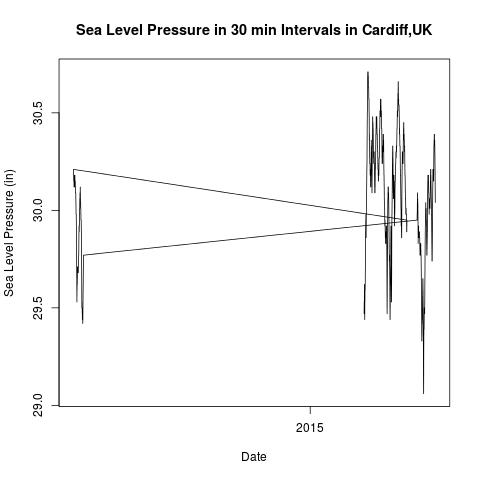 Sea Level Pressure in 30 min Intervals in Cardiff,UK
30.5
30.0
29.5
29.0
Sea Level Pressure (in)
2015
Date